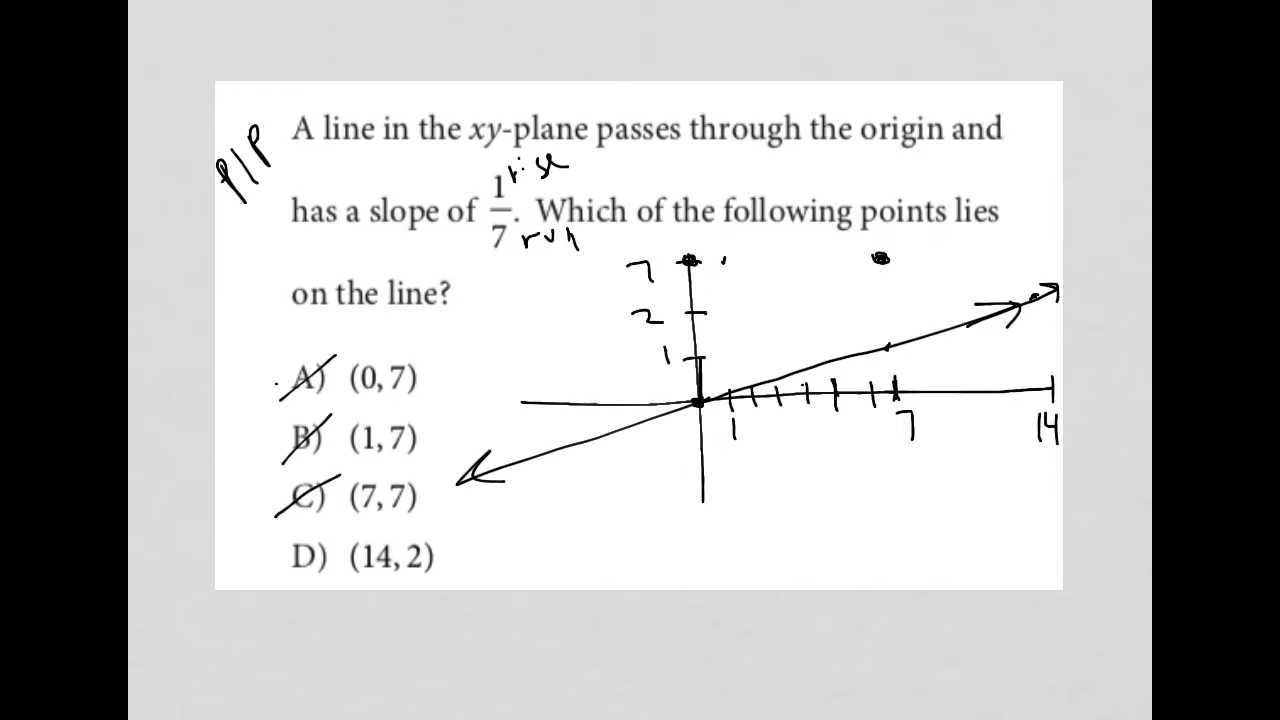 P/P
A line in the xy-plane passes through the origin and
rise
has a slope of 1/7. Which of the following points lies
run
on the line?
7
2
1
1 7 14
A) (0, 7)
B) (1, 7)
C) (7, 7)
D) (14, 2)